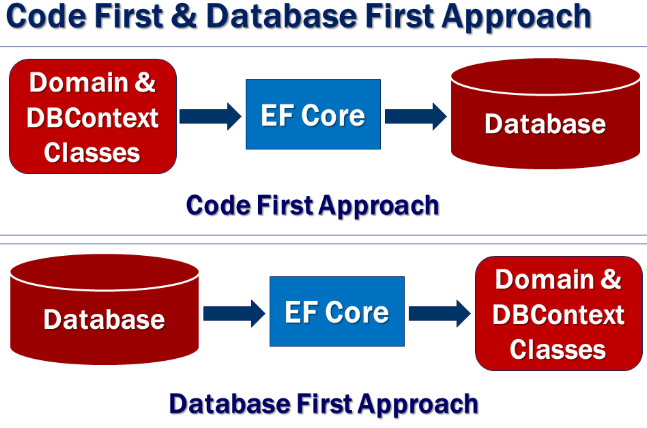 Code First & Database First Approach
Domain &
DBContext
Classes
EF Core
Database
Code First Approach
Database
EF Core
Domain &
DBContext
Classes
Database First Approach